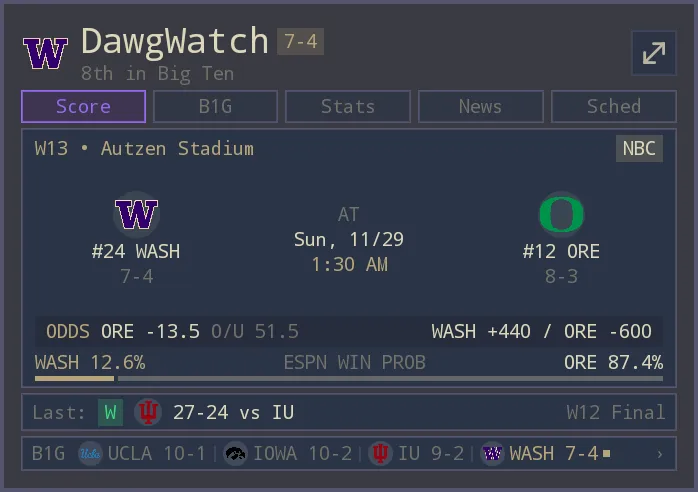 W DawgWatch 7-4
8th in Big Ten
Score B1G Stats News Sched
W13 • Autzen Stadium NBC
W AT O
#24 WASH Sun, 11/29 #12 ORE
7-4 1:30 AM 8-3
ODDS ORE -13.5 O/U 51.5 WASH +440 / ORE -600
WASH 12.6% ESPN WIN PROB ORE 87.4%
Last: W 27-24 vs IU W12 Final
B1G Ucla UCLA 10-1 | IOWA 10-2 | IU 9-2 | W WASH 7-4 ▪ ›